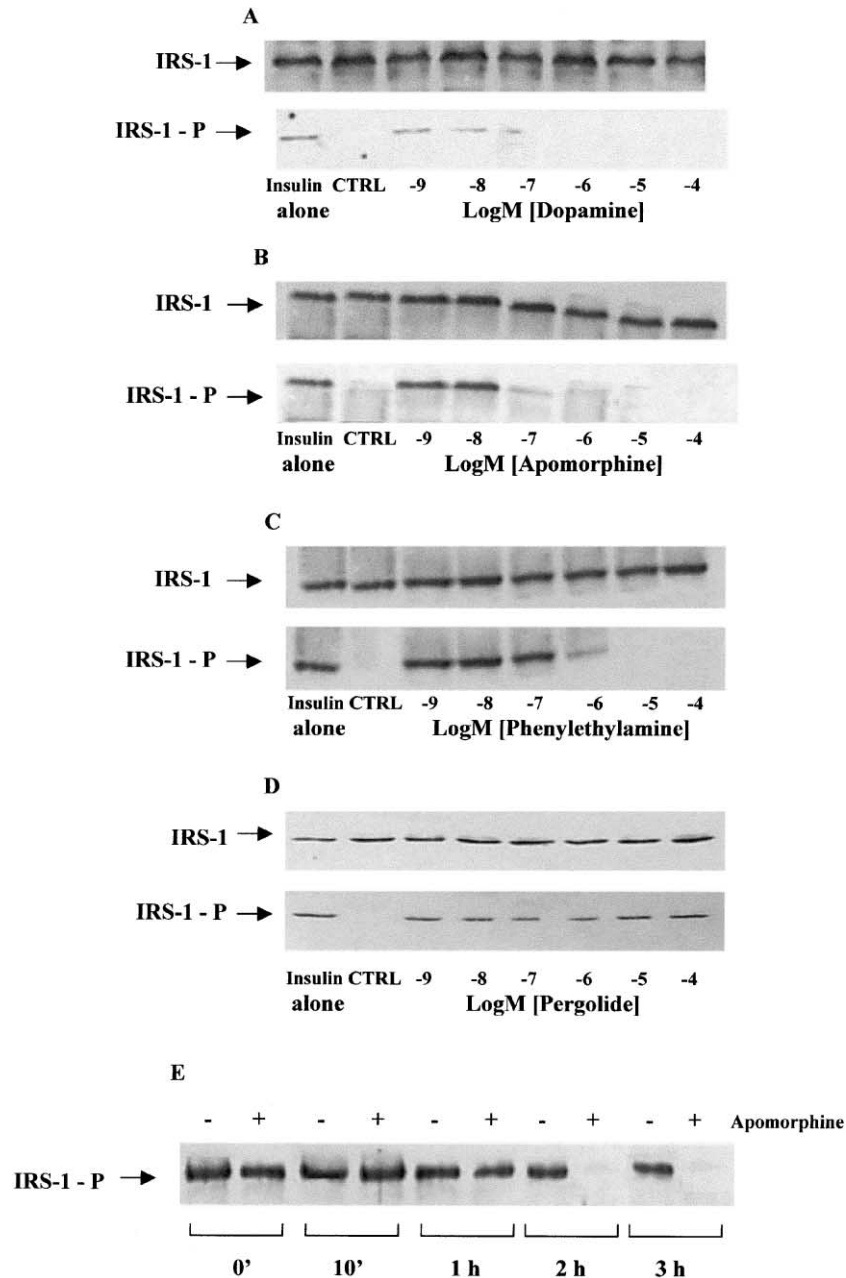 A
IRS-1
IRS-1 - P
Insulin CTRL -9 -8 -7 -6 -5 -4
alone LogM [Dopamine]
B
IRS-1
IRS-1 - P
Insulin CTRL -9 -8 -7 -6 -5 -4
alone LogM [Apomorphine]
C
IRS-1
IRS-1 - P
Insulin CTRL -9 -8 -7 -6 -5 -4
alone LogM [Phenylethylamine]
D
IRS-1
IRS-1 - P
Insulin CTRL -9 -8 -7 -6 -5 -4
alone LogM [Pergolide]
E
- + - + - + - + - + Apomorphine
IRS-1 - P
0’ 10’ 1 h 2 h 3 h